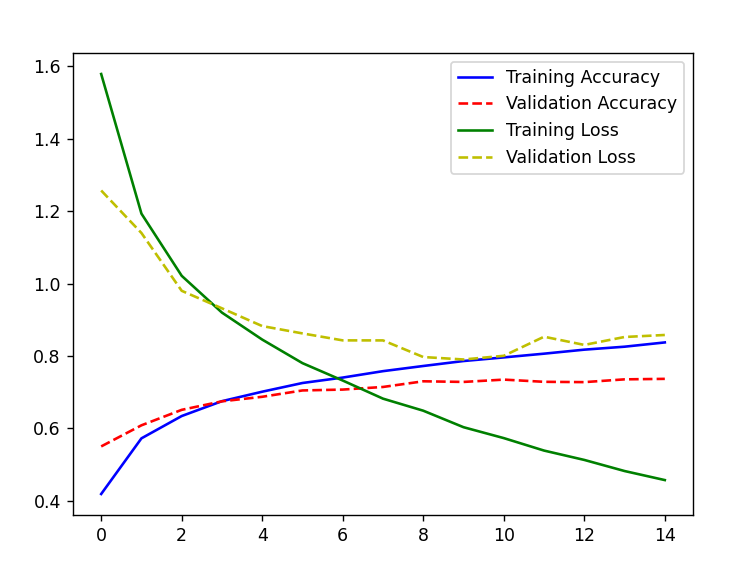 1.6
1.4
1.2
1.0
0.8
0.6
0.4
0 2 4 6 8 10 12 14
Training Accuracy
Validation Accuracy
Training Loss
Validation Loss